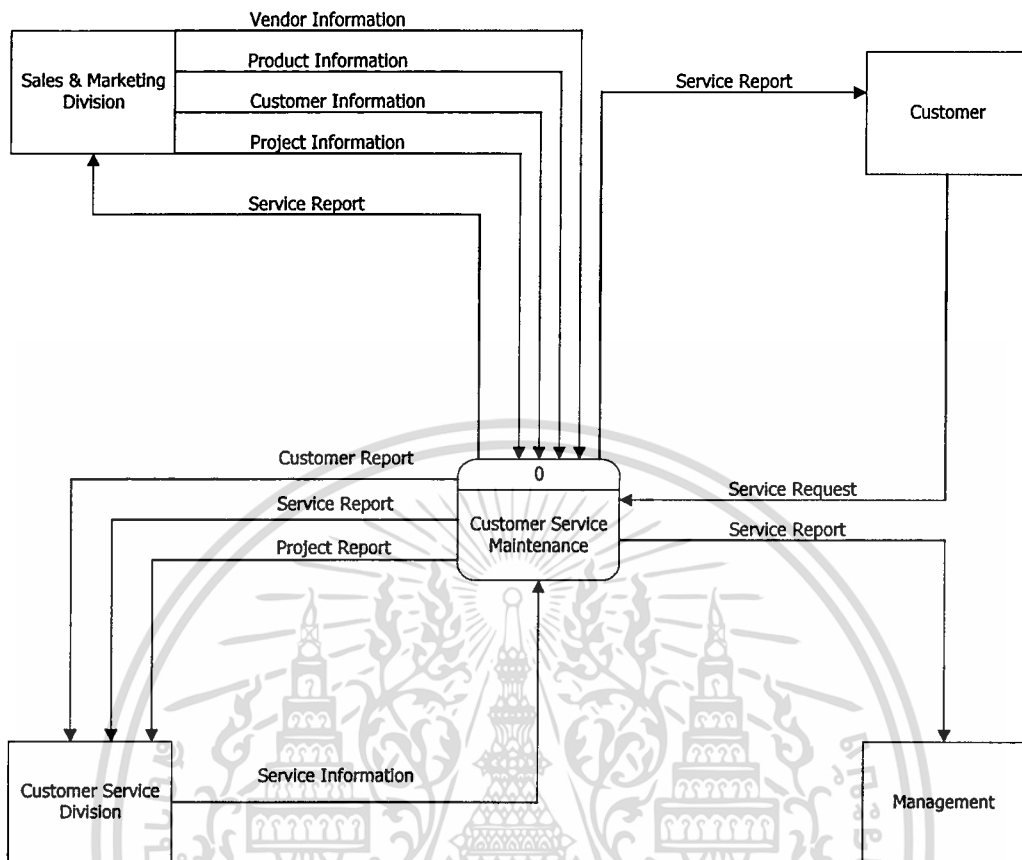 Vendor Information
Sales & Marketing
Division
Product Information
Customer Information
Project Information
Service Report
Service Report
Customer
Customer Report
Service Report
Project Report
0
Customer Service
Maintenance
Service Request
Service Report
Customer Service
Division
Service Information
Management